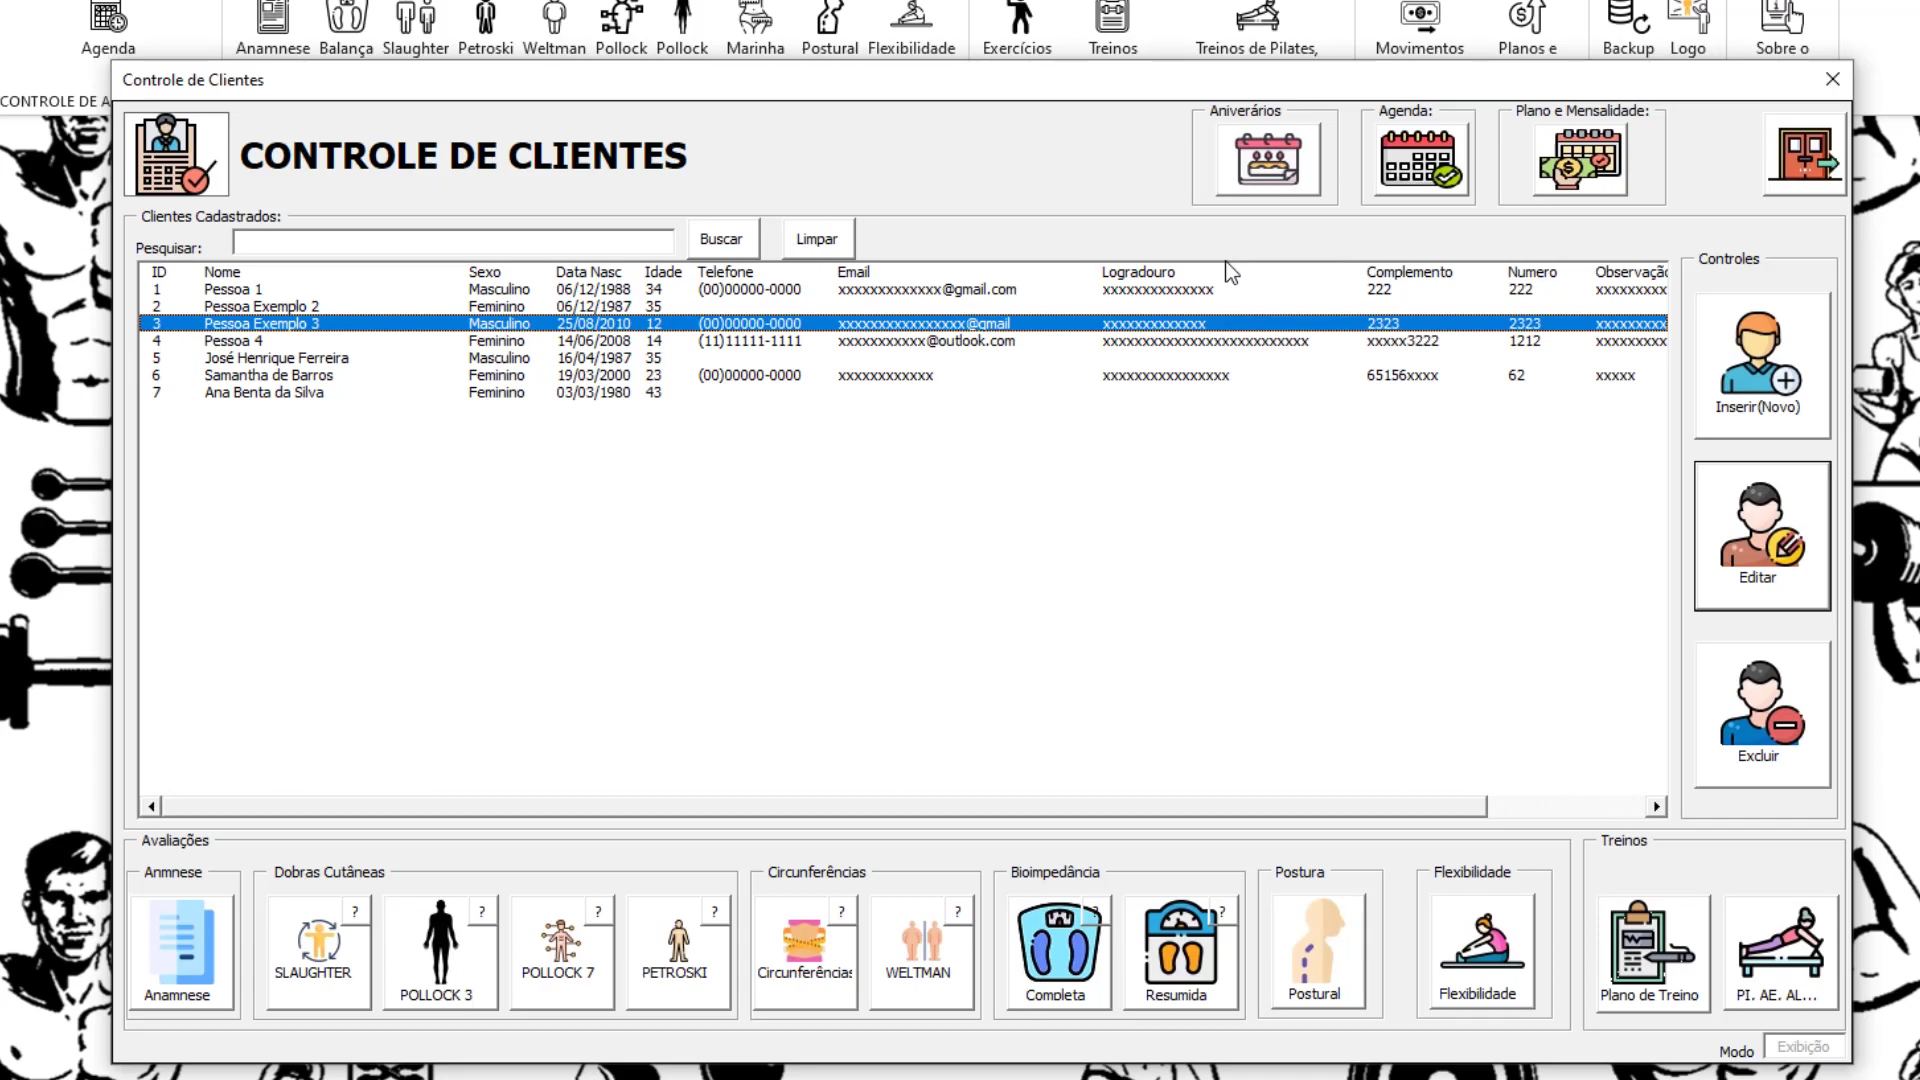 Agenda Anamnese Balança Slaughter Petroski Weltman Pollock Pollock Marinha Postural Flexibilidade Exercícios Treinos Treinos de Pilates, Movimentos Planos e Backup Logo Sobre o
Controle de Clientes
CONTROLE DE A
Aniverários Agenda: Plano e Mensalidade:
CONTROLE DE CLIENTES
Clientes Cadastrados:
Pesquisar: Buscar Limpar
Controles
ID Nome Sexo Data Nasc Idade Telefone Email Logradouro Complemento Numero Observação
1 Pessoa 1 Masculino 06/12/1988 34 (00)00000-0000 xxxxxxxxxxxxx@gmail.com xxxxxxxxxxxxxx 222 222 xxxxxxxxx
2 Pessoa Exemplo 2 Feminino 06/12/1987 35
3 Pessoa Exemplo 3 Masculino 25/08/2010 12 (00)00000-0000 xxxxxxxxxxxxxxxx@gmail xxxxxxxxxxxxx 2323 2323 xxxxxxxxx
4 Pessoa 4 Feminino 14/06/2008 14 (11)11111-1111 xxxxxxxxxxx@outlook.com xxxxxxxxxxxxxxxxxxxxxxxxxx xxxxx3222 1212 xxxxxxxxx
5 José Henrique Ferreira Masculino 16/04/1987 35
6 Samantha de Barros Feminino 19/03/2000 23 (00)00000-0000 xxxxxxxxxxxx xxxxxxxxxxxxxxxx 65156xxxx 62 xxxxx
7 Ana Benta da Silva Feminino 03/03/1980 43
Inserir(Novo)
Editar
Excluir
Avaliações Treinos
Anmnese Dobras Cutâneas Circunferências Bioimpedância Postura Flexibilidade
? ? ? ? ? ? ? ?
SLAUGHTER POLLOCK 7 PETROSKI Circunferências WELTMAN
Anamnese POLLOCK 3 Completa Resumida Postural Flexibilidade Plano de Treino PI. AE. AL...
Modo Exibição